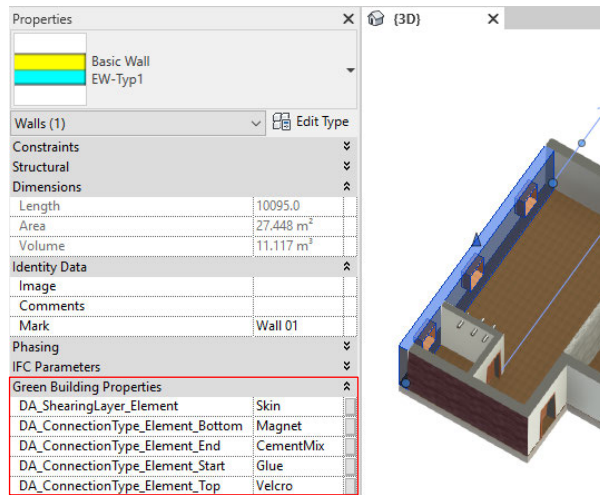 Properties
{3D}
Basic Wall
EW-Typ1
Walls (1)
Edit Type
Constraints
Structural
Dimensions
Length 10095.0
Area 27.448 m²
Volume 11.117 m³
Identity Data
Image
Comments
Mark Wall 01
Phasing
IFC Parameters
Green Building Properties
DA_ShearingLayer_Element Skin
DA_ConnectionType_Element_Bottom Magnet
DA_ConnectionType_Element_End CementMix
DA_ConnectionType_Element_Start Glue
DA_ConnectionType_Element_Top Velcro